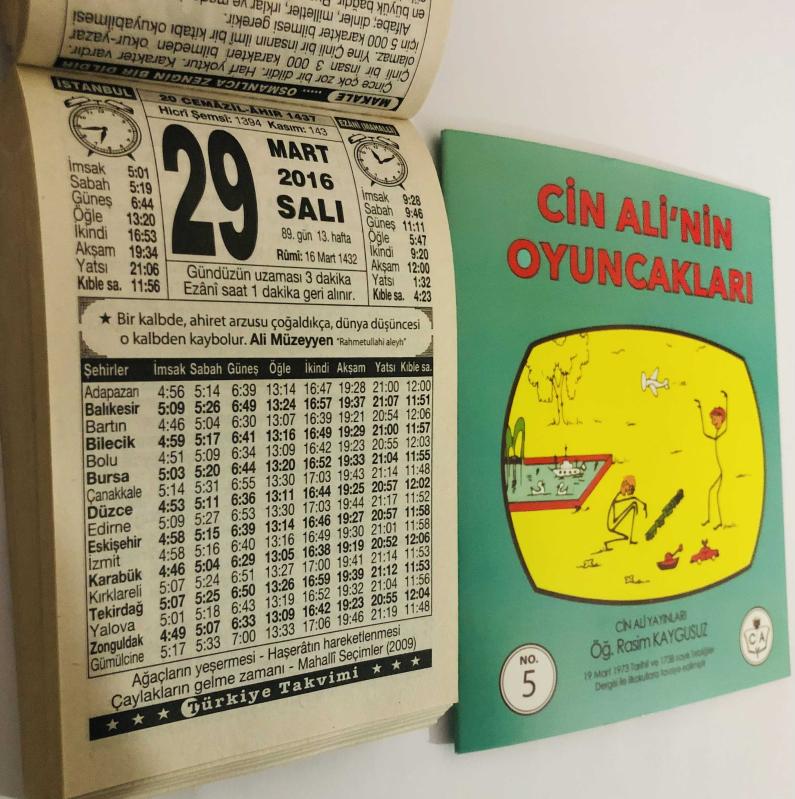 Çince çok zor bir dildir. Harf yoktur. Karakter vardır.
Çinli bir insan 3 000 karakteri bilmeden okur-yazar
olamaz. Yine Çinli bir insanın ilmî bir kitabı okuyabilmesi
için 5 000 karakter bilmesi gerekir.
MAKALE ..... OSMANLICA ZENGİN BİR DİLDİR
İSTANBUL
20 CEMÂZİL-ÂHIR 1437
Hicrî Şemsî: 1394 Kasım: 143
EZÂNİ (MAHALLÎ)
29
MART
2016
SALI
89. gün 13. hafta
Rûmî: 16 Mart 1432
İmsak 5:01
Sabah 5:19
Güneş 6:44
Öğle 13:20
İkindi 16:53
Akşam 19:34
Yatsı 21:06
Kıble sa. 11:56
İmsak 9:28
Sabah 9:46
Güneş 11:11
Öğle 5:47
İkindi 9:20
Akşam 12:00
Yatsı 1:32
Kıble sa. 4:23
Gündüzün uzaması 3 dakika
Ezânî saat 1 dakika geri alınır.
★ Bir kalbde, ahiret arzusu çoğaldıkça, dünya düşüncesi
o kalbden kaybolur. Ali Müzeyyen "Rahmetullahi aleyh"
Şehirler İmsak Sabah Güneş Öğle İkindi Akşam Yatsı Kıble sa.
Adapazarı 4:56 5:14 6:39 13:14 16:47 19:28 21:00 12:00
Balıkesir 5:09 5:26 6:49 13:24 16:57 19:37 21:07 11:51
Bartın 4:46 5:04 6:30 13:07 16:39 19:21 20:54 12:06
Bilecik 4:59 5:17 6:41 13:16 16:49 19:29 21:00 11:57
Bolu 4:51 5:09 6:34 13:09 16:42 19:23 20:55 12:03
Bursa 5:03 5:20 6:44 13:20 16:52 19:33 21:04 11:55
Çanakkale 5:14 5:31 6:55 13:30 17:03 19:43 21:14 11:48
Düzce 4:53 5:11 6:36 13:11 16:44 19:25 20:57 12:02
Edirne 5:09 5:27 6:53 13:30 17:03 19:44 21:17 11:52
Eskişehir 4:58 5:15 6:39 13:14 16:46 19:27 20:57 11:58
İzmit 4:58 5:16 6:40 13:16 16:49 19:30 21:01 11:58
Karabük 4:46 5:04 6:29 13:05 16:38 19:19 20:52 12:06
Kırklareli 5:07 5:24 6:51 13:27 17:00 19:41 21:14 11:53
Tekirdağ 5:07 5:25 6:50 13:26 16:59 19:39 21:12 11:53
Yalova 5:01 5:18 6:43 13:19 16:52 19:32 21:04 11:56
Zonguldak 4:49 5:07 6:33 13:09 16:42 19:23 20:55 12:04
Gümülcine 5:17 5:33 7:00 13:33 17:06 19:46 21:19 11:48
Ağaçların yeşermesi - Haşerâtın hareketlenmesi
Çaylakların gelme zamanı - Mahallî Seçimler (2009)
★ ★ ★ ★ Türkiye Takvimi ★ ★ ★
CİN ALİ'NİN
OYUNCAKLARI
CİN ALİ YAYINLARI
Öğ. Rasim KAYGUSUZ
19 Mart 1973 Tarihli ve 1738 sayılı Tebliğler
Dergisi ile ilkokullara tavsiye edilmiştir
NO.
5
C A